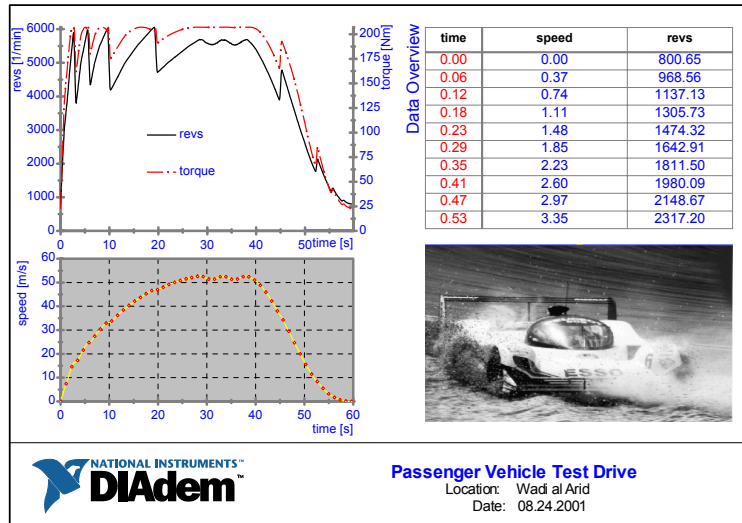 revs [1/min]
6000
5000
4000
3000
2000
1000
0
revs
torque
torque [Nm]
200
175
150
125
100
75
50
25
0
0
10
20
30
40
50
time [s]
speed [m/s]
60
50
40
30
20
10
0
0
10
20
30
40
50
60
time [s]
Data Overview
time speed revs
0.00 0.00 800.65
0.06 0.37 968.56
0.12 0.74 1137.13
0.18 1.11 1305.73
0.23 1.48 1474.32
0.29 1.85 1642.91
0.35 2.23 1811.50
0.41 2.60 1980.09
0.47 2.97 2148.67
0.53 3.35 2317.20
ESSO
NATIONAL INSTRUMENTS™
DIAdem™
Passenger Vehicle Test Drive
Location: Wadi al Arid
Date: 08.24.2001